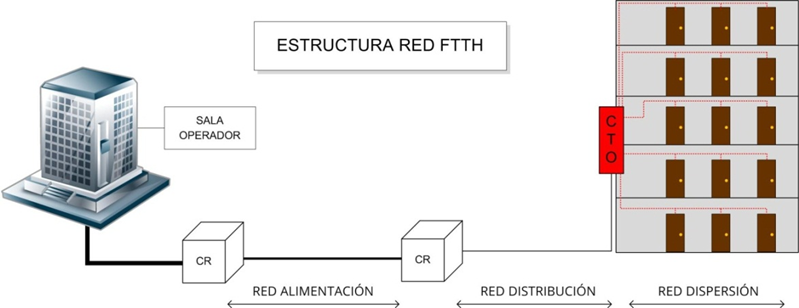 ESTRUCTURA RED FTTH
SALA
OPERADOR
C
T
O
CR
CR
RED ALIMENTACIÓN
RED DISTRIBUCIÓN
RED DISPERSIÓN